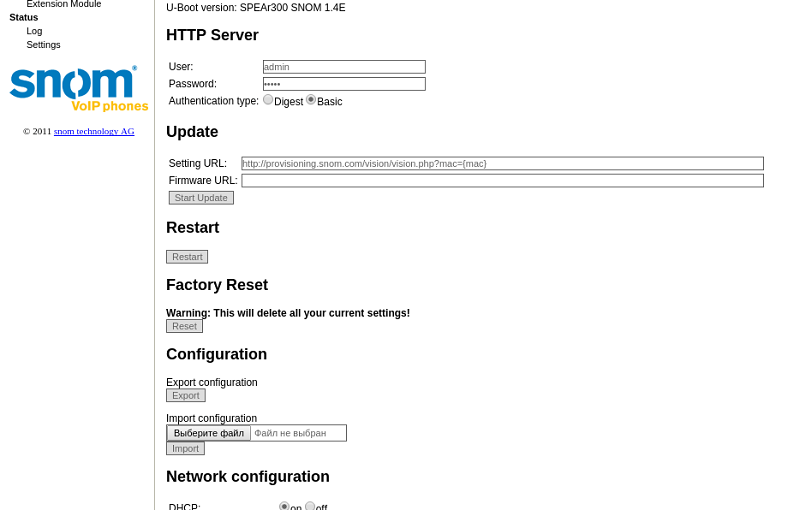 Extension Module
Status
Log
Settings
snom®
VoIP phones
© 2011 snom technology AG
U-Boot version: SPEAr300 SNOM 1.4E
HTTP Server
User: admin
Password: •••••
Authentication type: Digest Basic
Update
Setting URL: http://provisioning.snom.com/vision/vision.php?mac={mac}
Firmware URL:
Start Update
Restart
Restart
Factory Reset
Warning: This will delete all your current settings!
Reset
Configuration
Export configuration
Export
Import configuration
Выберите файл Файл не выбран
Import
Network configuration
DHCP: on off